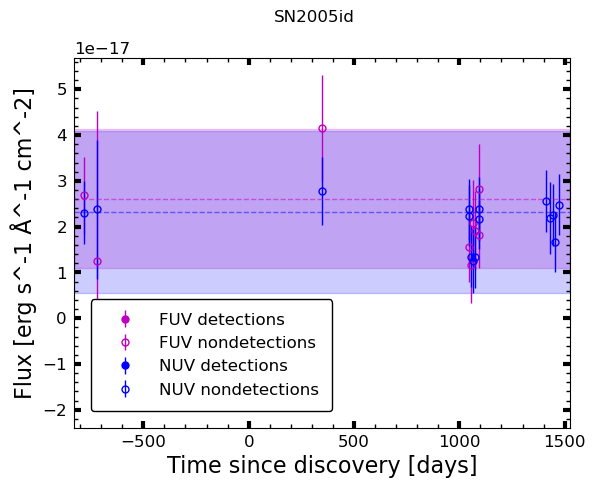 SN2005id
1e−17
5
4
3
2
1
0
−1
−2
Flux [erg s^-1 Å^-1 cm^-2]
FUV detections
FUV nondetections
NUV detections
NUV nondetections
−500 0 500 1000 1500
Time since discovery [days]